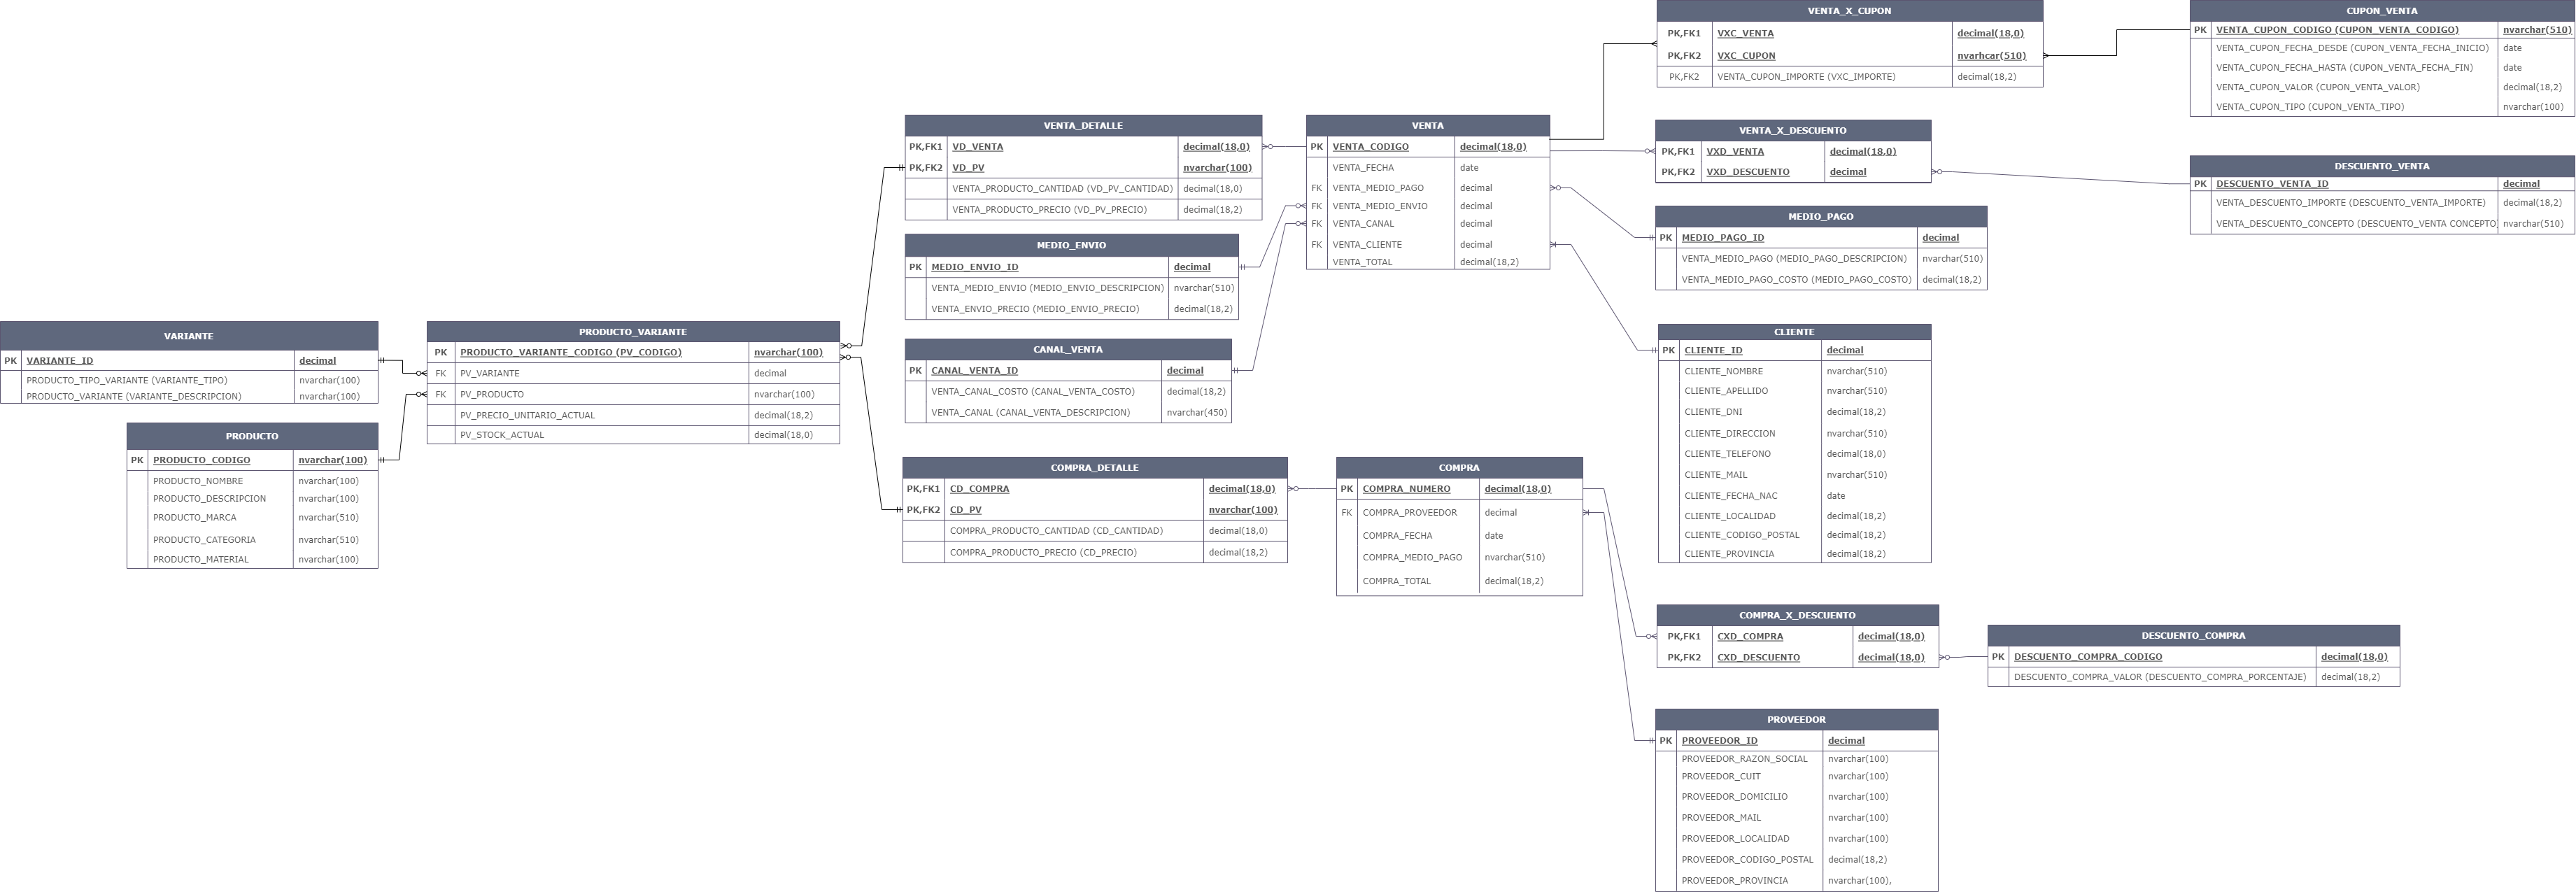 VENTA_X_CUPON
PK,FK1 VXC_VENTA decimal(18,0)
PK,FK2 VXC_CUPON nvarhcar(510)
PK,FK2 VENTA_CUPON_IMPORTE (VXC_IMPORTE) decimal(18,2)
CUPON_VENTA
PK VENTA_CUPON_CODIGO (CUPON_VENTA_CODIGO) nvarchar(510)
VENTA_CUPON_FECHA_DESDE (CUPON_VENTA_FECHA_INICIO) date
VENTA_CUPON_FECHA_HASTA (CUPON_VENTA_FECHA_FIN) date
VENTA_CUPON_VALOR (CUPON_VENTA_VALOR) decimal(18,2)
VENTA_CUPON_TIPO (CUPON_VENTA_TIPO) nvarchar(100)
VENTA_DETALLE
PK,FK1 VD_VENTA decimal(18,0)
PK,FK2 VD_PV nvarchar(100)
VENTA_PRODUCTO_CANTIDAD (VD_PV_CANTIDAD) decimal(18,0)
VENTA_PRODUCTO_PRECIO (VD_PV_PRECIO) decimal(18,2)
VENTA
PK VENTA_CODIGO decimal(18,0)
VENTA_FECHA date
FK VENTA_MEDIO_PAGO decimal
FK VENTA_MEDIO_ENVIO decimal
FK VENTA_CANAL decimal
FK VENTA_CLIENTE decimal
VENTA_TOTAL decimal(18,2)
VENTA_X_DESCUENTO
PK,FK1 VXD_VENTA decimal(18,0)
PK,FK2 VXD_DESCUENTO decimal
DESCUENTO_VENTA
PK DESCUENTO_VENTA_ID decimal
VENTA_DESCUENTO_IMPORTE (DESCUENTO_VENTA_IMPORTE) decimal(18,2)
VENTA_DESCUENTO_CONCEPTO (DESCUENTO_VENTA CONCEPTO) nvarchar(510)
MEDIO_PAGO
PK MEDIO_PAGO_ID decimal
VENTA_MEDIO_PAGO (MEDIO_PAGO_DESCRIPCION) nvarchar(510)
VENTA_MEDIO_PAGO_COSTO (MEDIO_PAGO_COSTO) decimal(18,2)
MEDIO_ENVIO
PK MEDIO_ENVIO_ID decimal
VENTA_MEDIO_ENVIO (MEDIO_ENVIO_DESCRIPCION) nvarchar(510)
VENTA_ENVIO_PRECIO (MEDIO_ENVIO_PRECIO) decimal(18,2)
CANAL_VENTA
PK CANAL_VENTA_ID decimal
VENTA_CANAL_COSTO (CANAL_VENTA_COSTO) decimal(18,2)
VENTA_CANAL (CANAL_VENTA_DESCRIPCION) nvarchar(450)
CLIENTE
PK CLIENTE_ID decimal
CLIENTE_NOMBRE nvarchar(510)
CLIENTE_APELLIDO nvarchar(510)
CLIENTE_DNI decimal(18,2)
CLIENTE_DIRECCION nvarchar(510)
CLIENTE_TELEFONO decimal(18,0)
CLIENTE_MAIL nvarchar(510)
CLIENTE_FECHA_NAC date
CLIENTE_LOCALIDAD decimal(18,2)
CLIENTE_CODIGO_POSTAL decimal(18,2)
CLIENTE_PROVINCIA decimal(18,2)
VARIANTE
PK VARIANTE_ID decimal
PRODUCTO_TIPO_VARIANTE (VARIANTE_TIPO) nvarchar(100)
PRODUCTO_VARIANTE (VARIANTE_DESCRIPCION) nvarchar(100)
PRODUCTO_VARIANTE
PK PRODUCTO_VARIANTE_CODIGO (PV_CODIGO) nvarchar(100)
FK PV_VARIANTE decimal
FK PV_PRODUCTO nvarchar(100)
PV_PRECIO_UNITARIO_ACTUAL decimal(18,2)
PV_STOCK_ACTUAL decimal(18,0)
PRODUCTO
PK PRODUCTO_CODIGO nvarchar(100)
PRODUCTO_NOMBRE nvarchar(100)
PRODUCTO_DESCRIPCION nvarchar(100)
PRODUCTO_MARCA nvarchar(510)
PRODUCTO_CATEGORIA nvarchar(510)
PRODUCTO_MATERIAL nvarchar(100)
COMPRA_DETALLE
PK,FK1 CD_COMPRA decimal(18,0)
PK,FK2 CD_PV nvarchar(100)
COMPRA_PRODUCTO_CANTIDAD (CD_CANTIDAD) decimal(18,0)
COMPRA_PRODUCTO_PRECIO (CD_PRECIO) decimal(18,2)
COMPRA
PK COMPRA_NUMERO decimal(18,0)
FK COMPRA_PROVEEDOR decimal
COMPRA_FECHA date
COMPRA_MEDIO_PAGO nvarchar(510)
COMPRA_TOTAL decimal(18,2)
COMPRA_X_DESCUENTO
PK,FK1 CXD_COMPRA decimal(18,0)
PK,FK2 CXD_DESCUENTO decimal(18,0)
DESCUENTO_COMPRA
PK DESCUENTO_COMPRA_CODIGO decimal(18,0)
DESCUENTO_COMPRA_VALOR (DESCUENTO_COMPRA_PORCENTAJE) decimal(18,2)
PROVEEDOR
PK PROVEEDOR_ID decimal
PROVEEDOR_RAZON_SOCIAL nvarchar(100)
PROVEEDOR_CUIT nvarchar(100)
PROVEEDOR_DOMICILIO nvarchar(100)
PROVEEDOR_MAIL nvarchar(100)
PROVEEDOR_LOCALIDAD nvarchar(100)
PROVEEDOR_CODIGO_POSTAL decimal(18,2)
PROVEEDOR_PROVINCIA nvarchar(100),